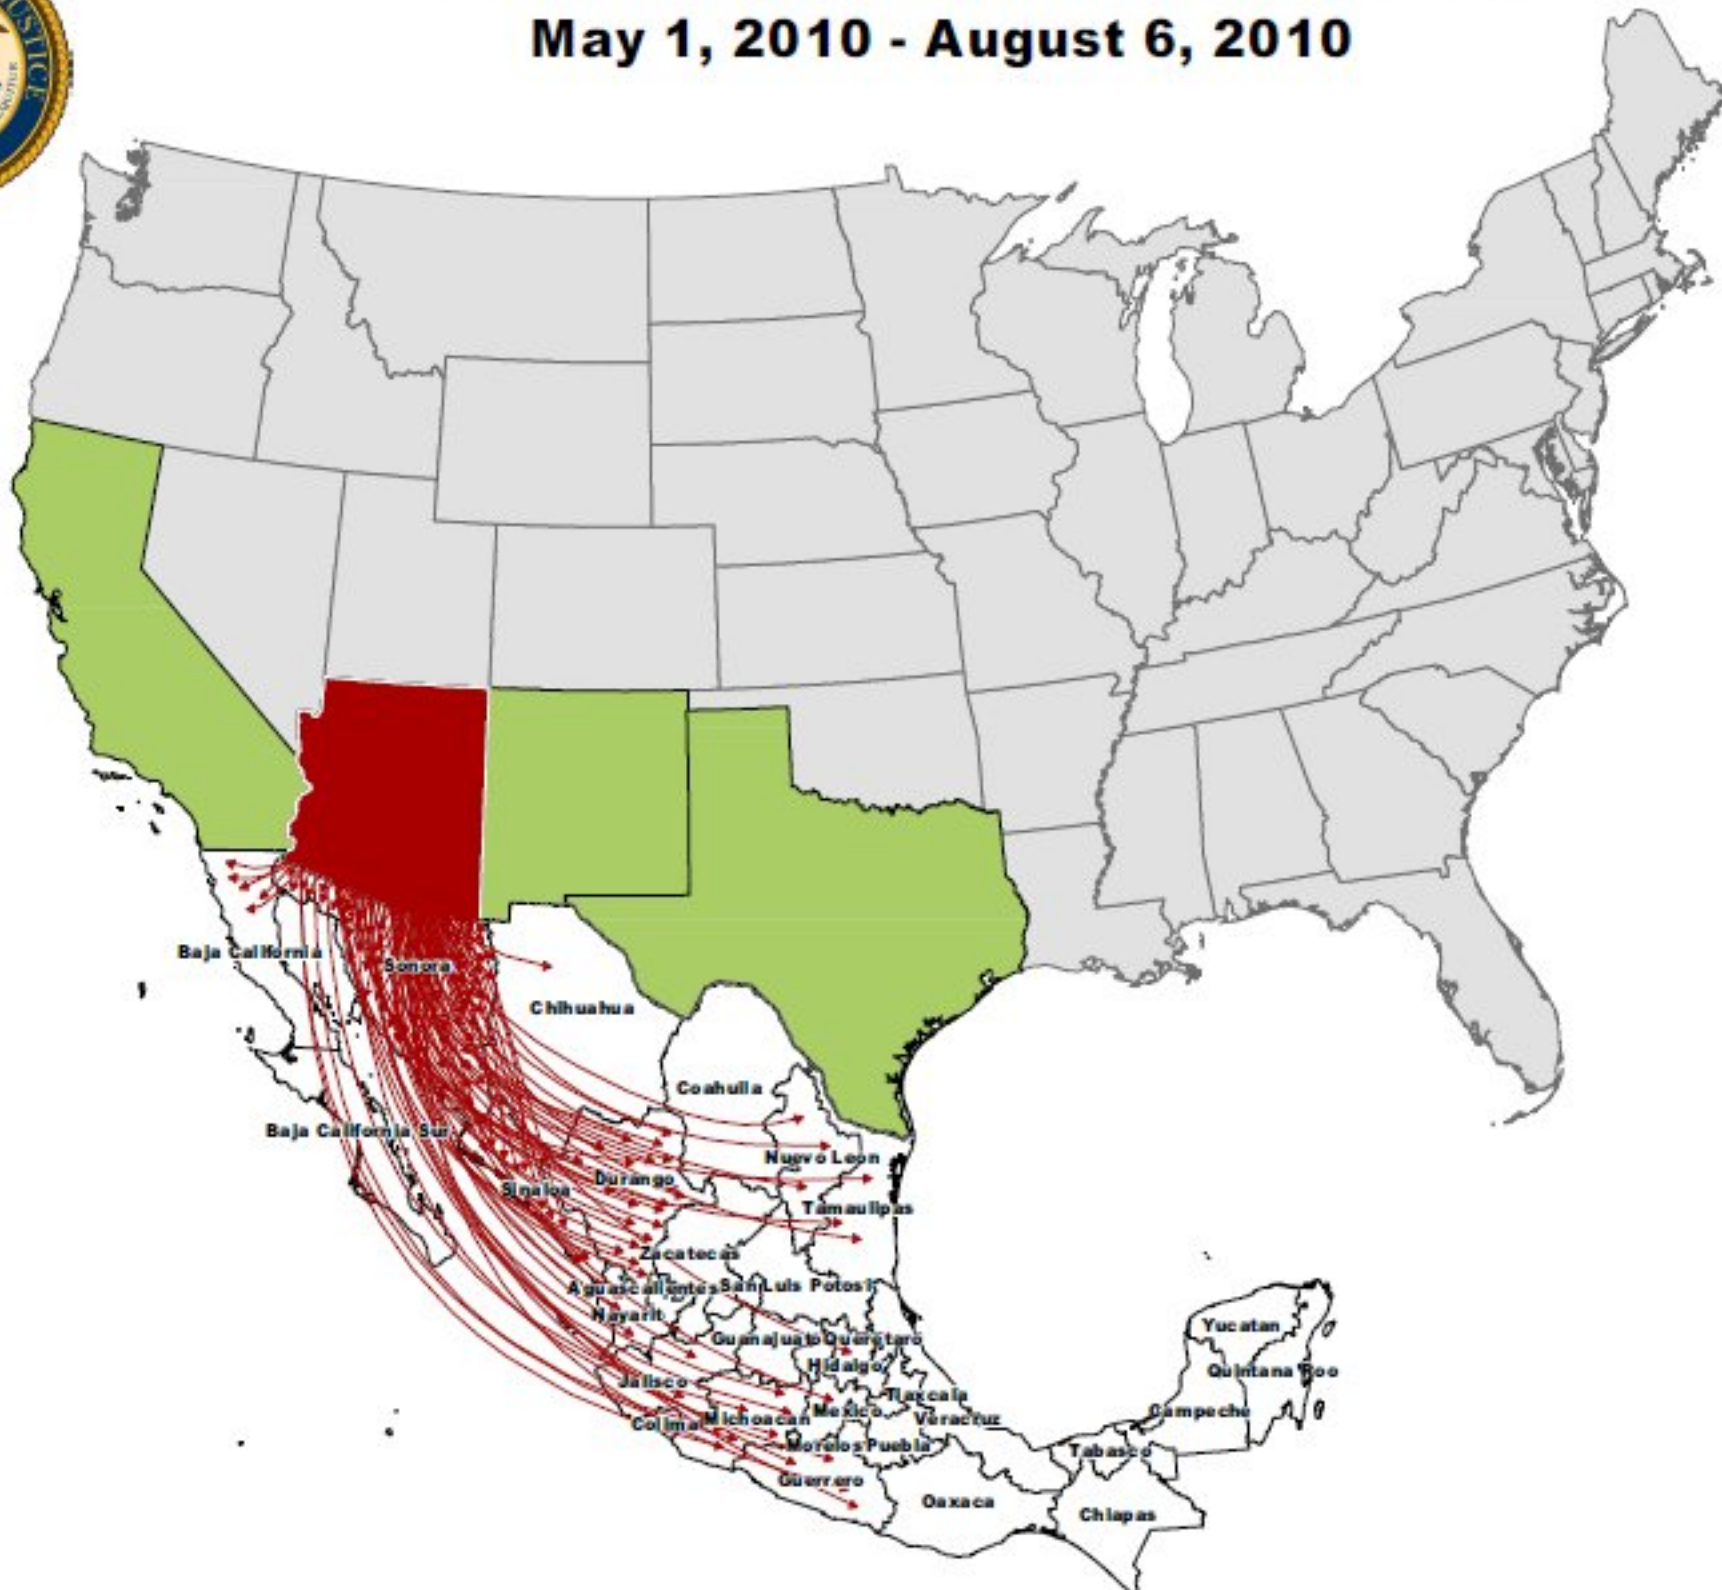 USTICE
May 1, 2010 - August 6, 2010
Baja California
Sonora
Chihuahua
Coahuila
Baja California Sur
Nuevo Leon
Durango
Sinaloa
Tamaulipas
Zacatecas
Aguascalientes San Luis Potosi
Nayarit
Guanajuato Queretaro
Yucatan
Hidalgo
Quintana Roo
Jalisco
Tlaxcala
Colima Michoacan Mexico Veracruz
Campeche
Morelos Puebla
Tabasco
Guerrero
Oaxaca
Chiapas